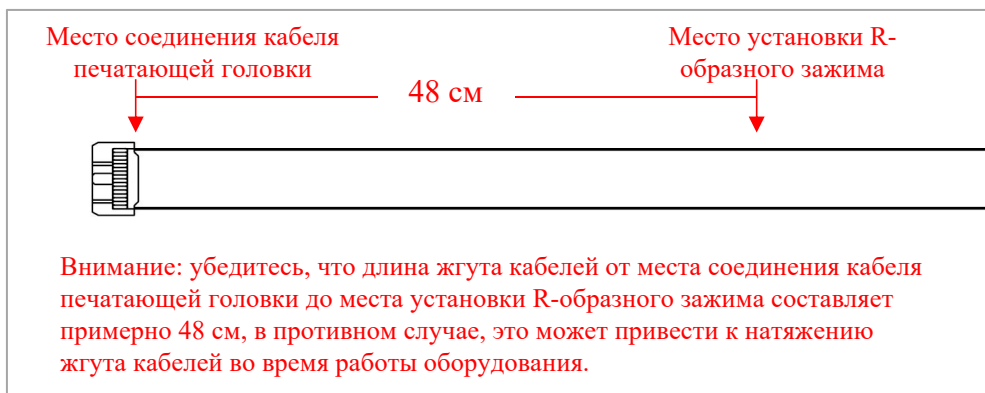 Место соединения кабеля
печатающей головки
Место установки R-
образного зажима
48 см
Внимание: убедитесь, что длина жгута кабелей от места соединения кабеля
печатающей головки до места установки R-образного зажима составляет
примерно 48 см, в противном случае, это может привести к натяжению
жгута кабелей во время работы оборудования.